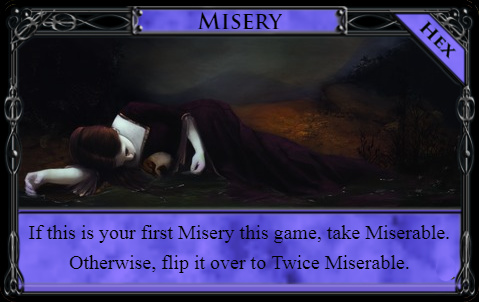 MISERY
HEX
If this is your first Misery this game, take Miserable.
Otherwise, flip it over to Twice Miserable.